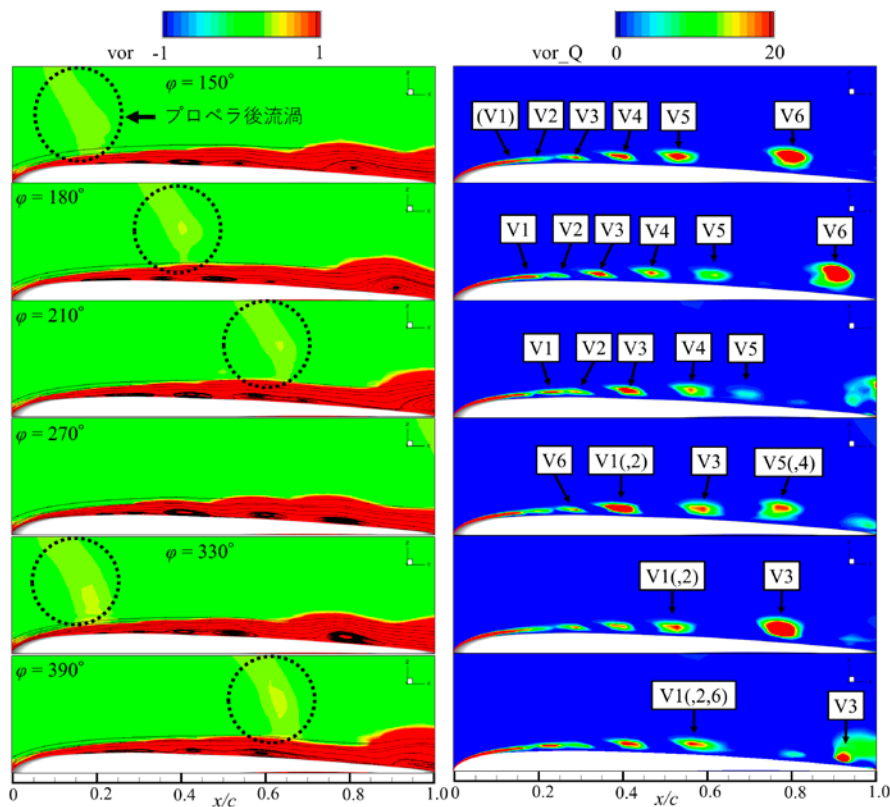 vor -1 1
vor_Q 0 20
φ = 150°
プロペラ後流渦
(V1) V2 V3 V4 V5 V6
φ = 180°
V1 V2 V3 V4 V5 V6
φ = 210°
V1 V2 V3 V4 V5
φ = 270°
V6 V1(,2) V3 V5(,4)
φ = 330°
V1(,2) V3
φ = 390°
V1(,2,6) V3
0 0.2 0.4 0.6 0.8 1.0
x/c
0 0.2 0.4 0.6 0.8 1.0
x/c